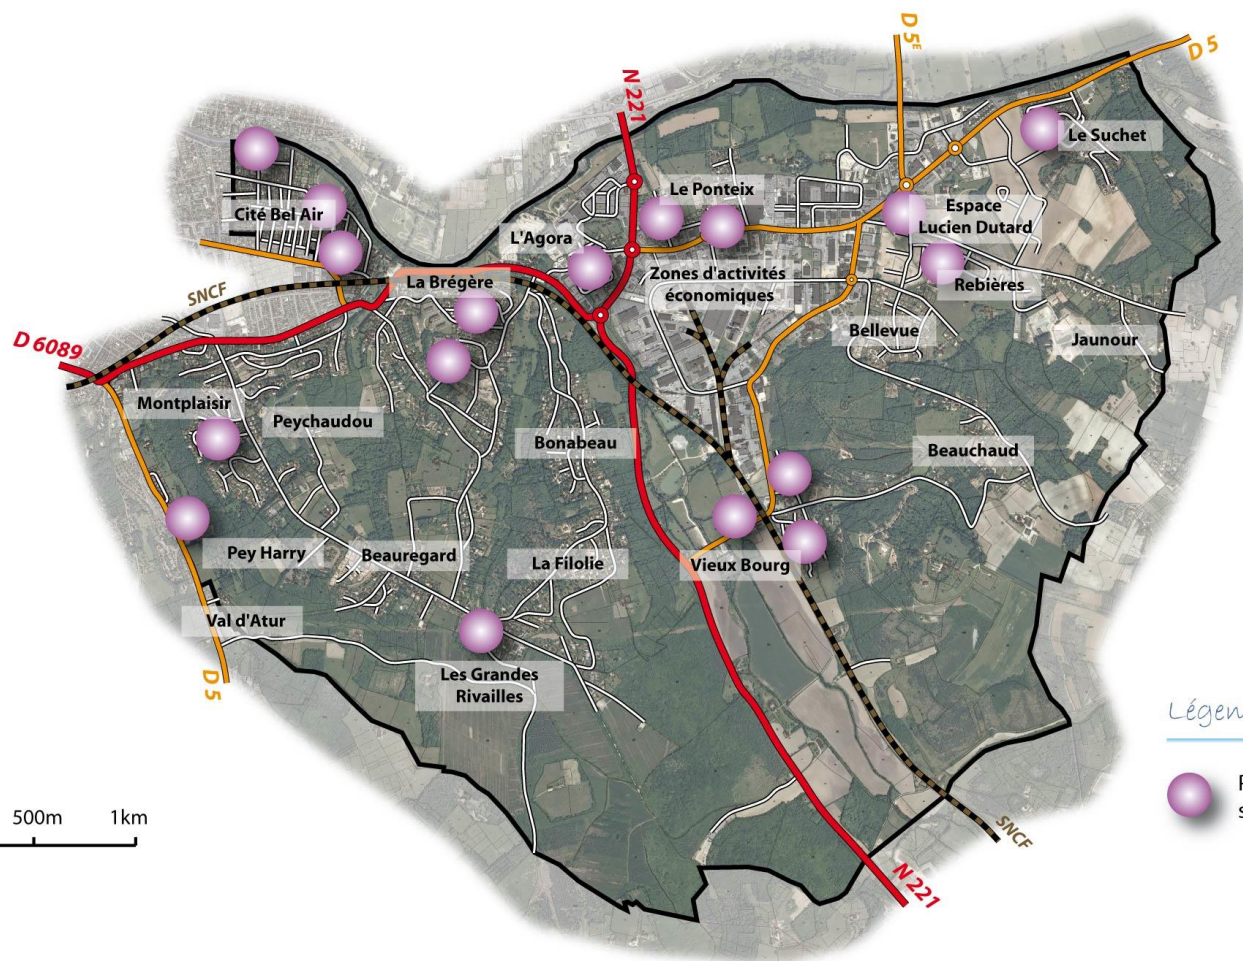 D 5ᴱ
D 5
N 221
Le Suchet
Le Ponteix
Cité Bel Air
Espace
Lucien Dutard
L'Agora
La Brégère
Zones d'activités
économiques
Rebières
SNCF
Bellevue
Jaunour
D 6089
Montplaisir
Peychaudou
Bonabeau
Beauchaud
Pey Harry
Beauregard
La Filolie
Vieux Bourg
Val d'Atur
D 5
Les Grandes
Rivailles
Légen
500m 1km
SNCF
N 221